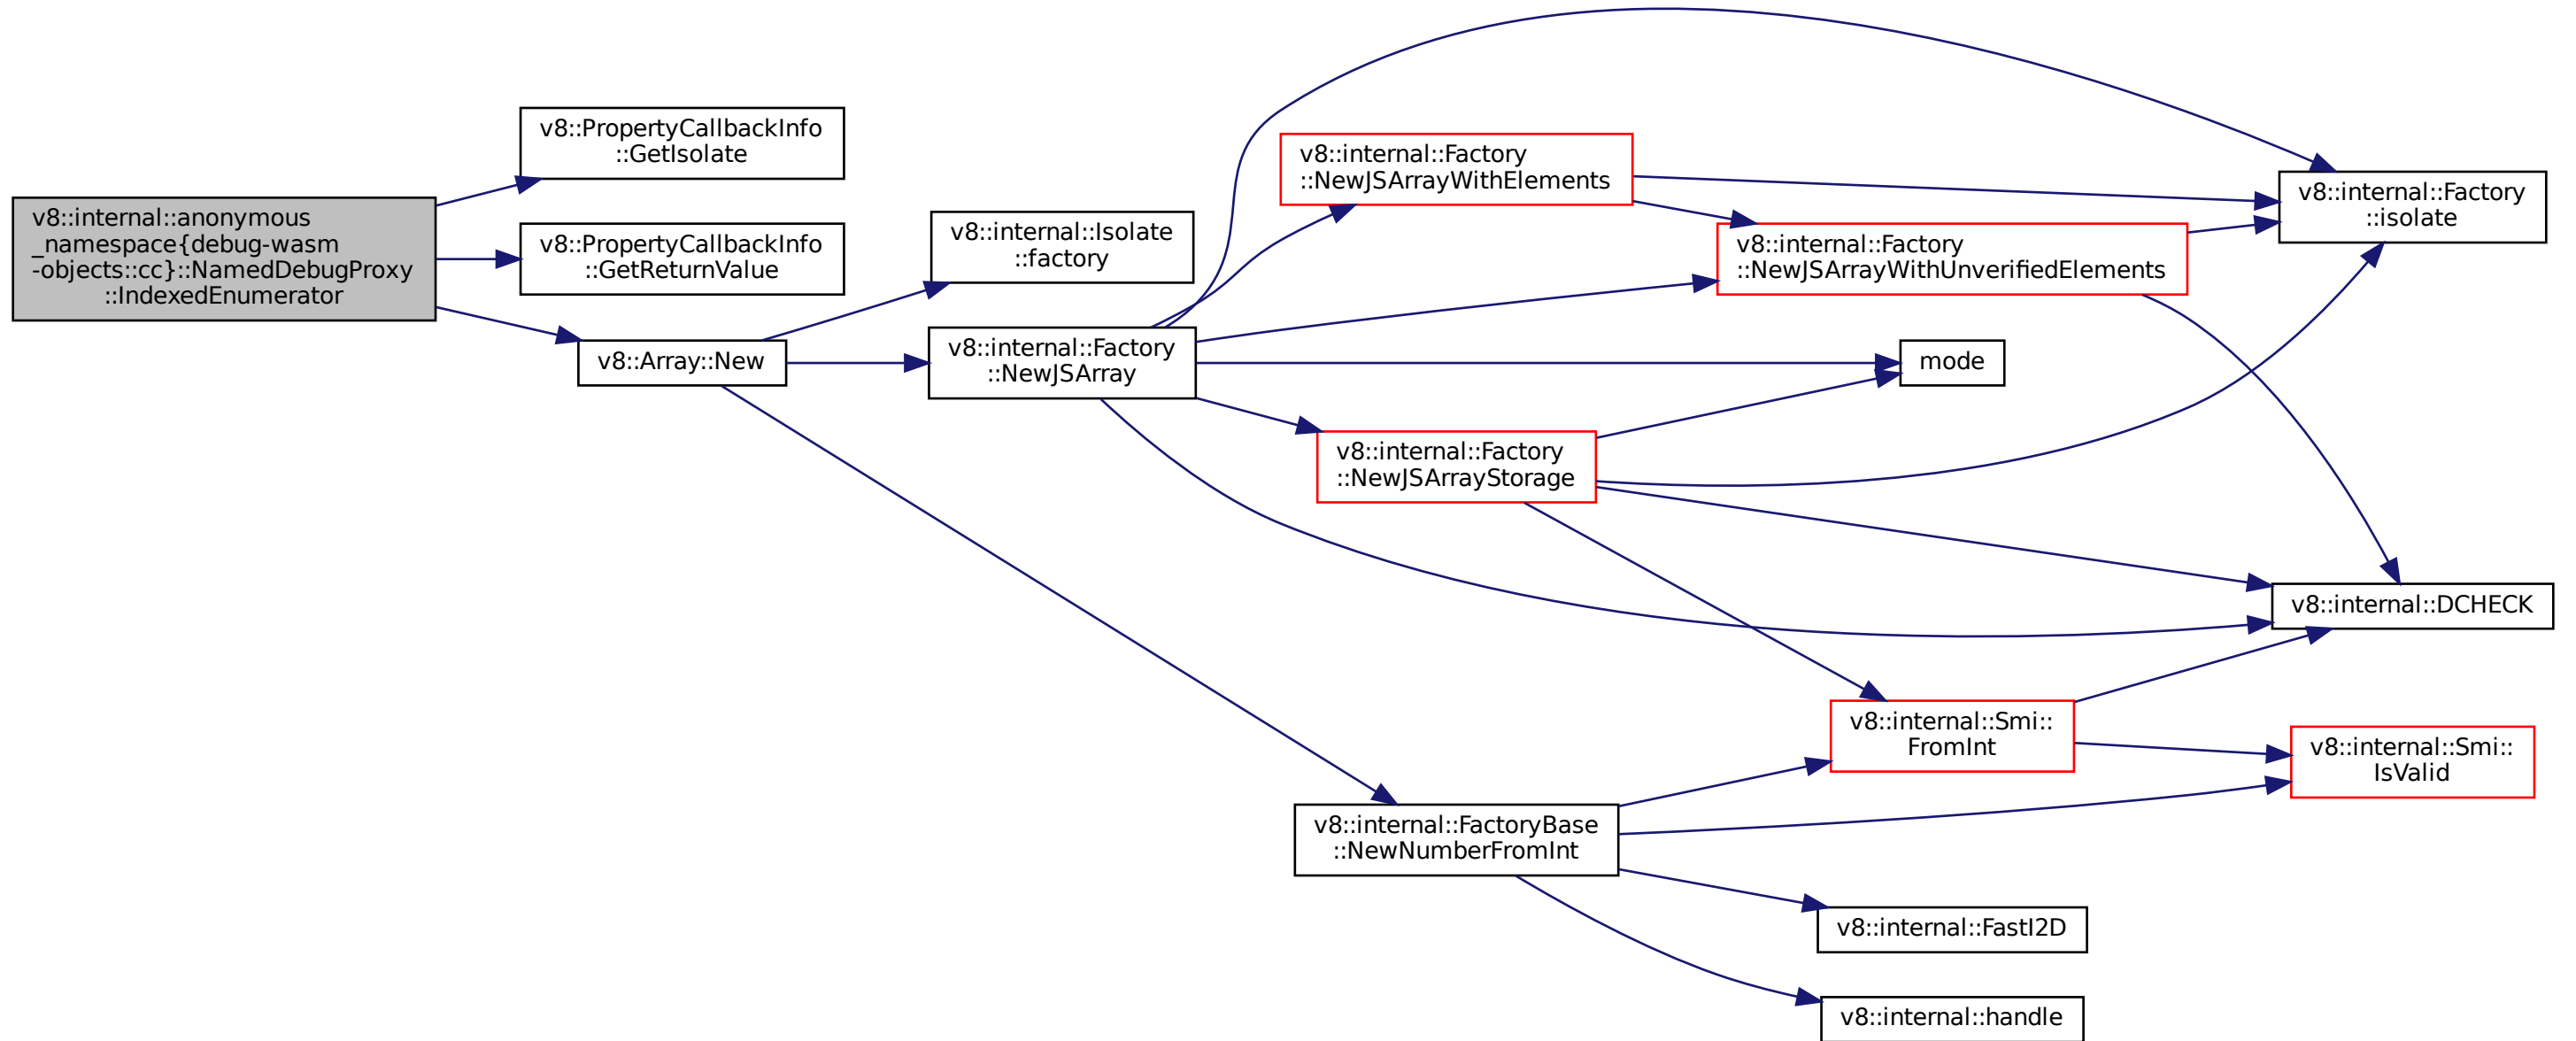 v8::internal::anonymous
_namespace{debug-wasm
-objects::cc}::NamedDebugProxy
::IndexedEnumerator
v8::PropertyCallbackInfo
::GetIsolate
v8::PropertyCallbackInfo
::GetReturnValue
v8::Array::New
v8::internal::Isolate
::factory
v8::internal::Factory
::NewJSArray
v8::internal::Factory
::NewJSArrayWithElements
v8::internal::Factory
::NewJSArrayWithUnverifiedElements
v8::internal::Factory
::isolate
mode
v8::internal::Factory
::NewJSArrayStorage
v8::internal::DCHECK
v8::internal::Smi::
FromInt
v8::internal::Smi::
IsValid
v8::internal::FactoryBase
::NewNumberFromInt
v8::internal::FastI2D
v8::internal::handle